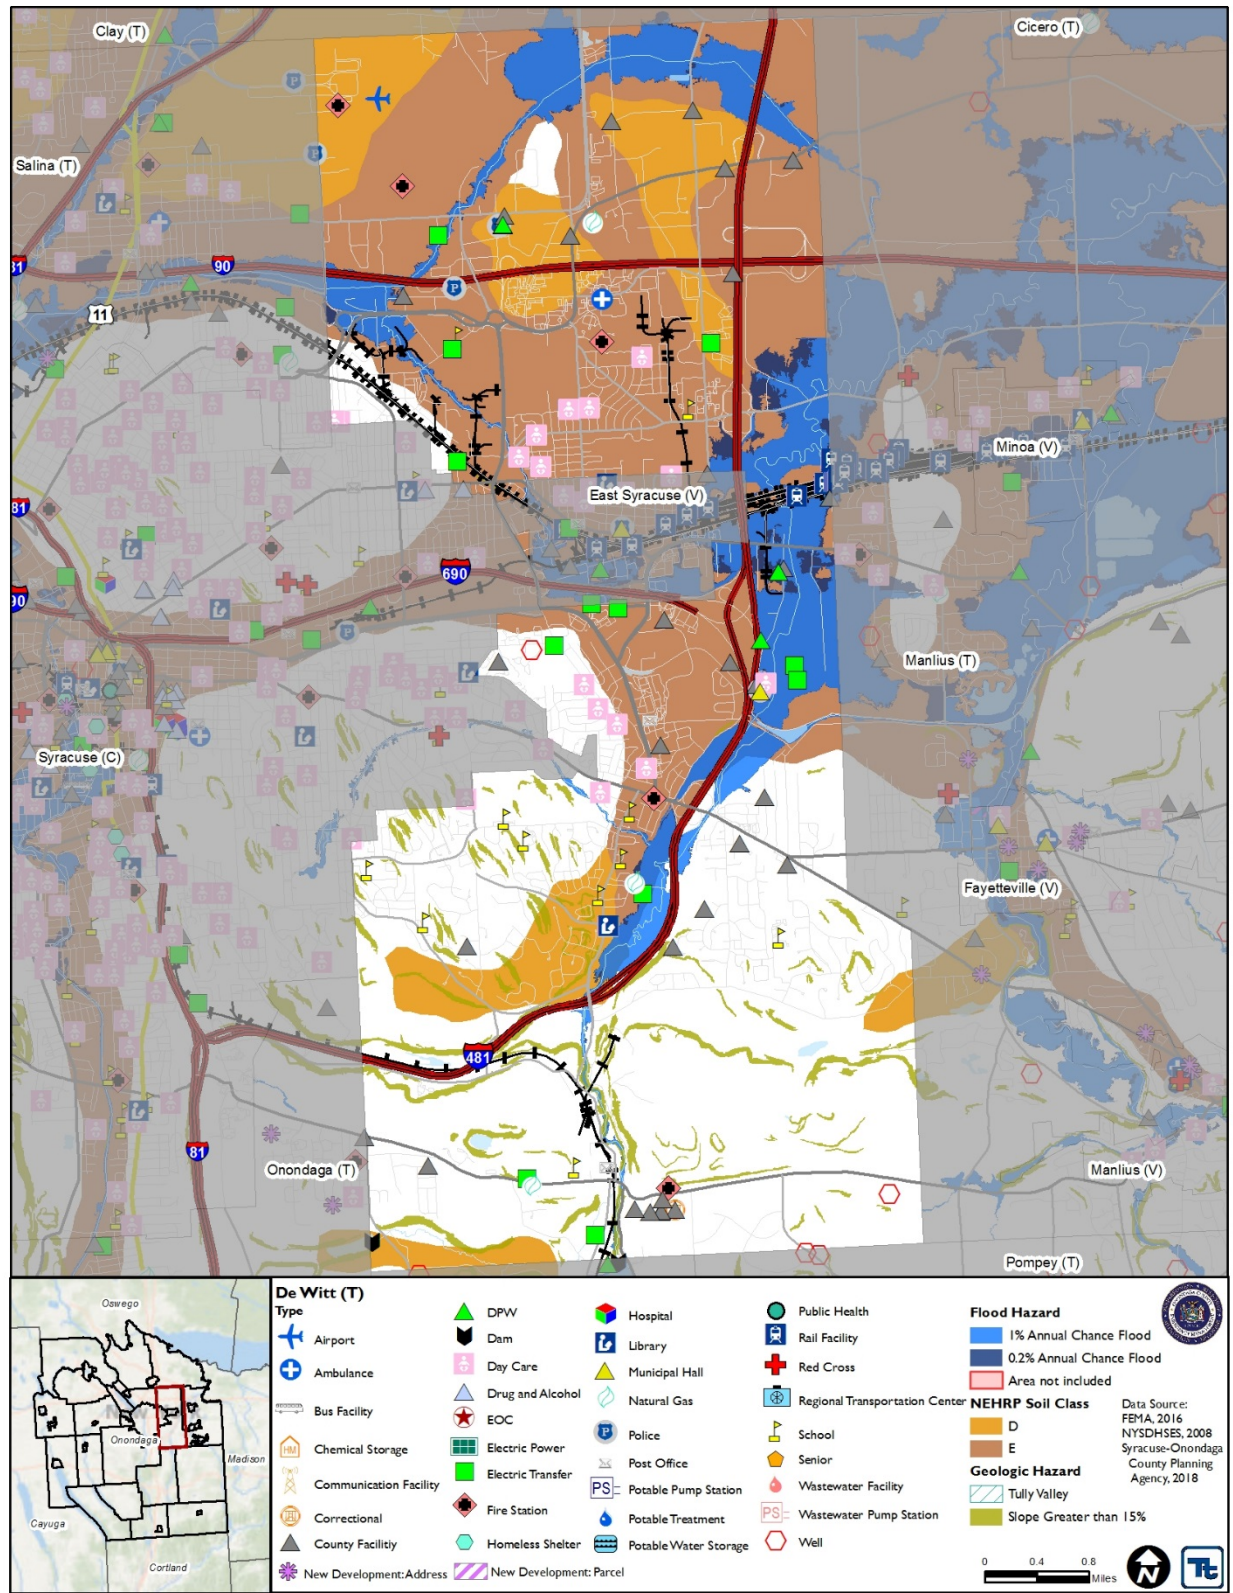 Clay (T)
Cicero (T)
Salina (T)
81
90
11
Minoa (V)
East Syracuse (V)
81
690
90
Manlius (T)
Syracuse (C)
Fayetteville (V)
481
81
Onondaga (T)
Manlius (V)
Pompey (T)
Oswego
Onondaga
Madison
Cayuga
Cortland
De Witt (T)
Type
Airport
Ambulance
Bus Facility
HM Chemical Storage
Communication Facility
Correctional
County Facilitiy
New Development: Address
DPW
Dam
Day Care
Drug and Alcohol
EOC
Electric Power
Electric Transfer
Fire Station
Homeless Shelter
New Development: Parcel
Hospital
Library
Municipal Hall
Natural Gas
P Police
Post Office
PS Potable Pump Station
Potable Treatment
Potable Water Storage
Public Health
Rail Facility
Red Cross
Regional Transportation Center
School
Senior
Wastewater Facility
PS Wastewater Pump Station
Well
Flood Hazard
1% Annual Chance Flood
0.2% Annual Chance Flood
Area not included
NEHRP Soil Class
D
E
Geologic Hazard
Tully Valley
Slope Greater than 15%
Data Source:
FEMA, 2016
NYSDHSES, 2008
Syracuse-Onondaga
County Planning
Agency, 2018
0 0.4 0.8
Miles
N
Tt